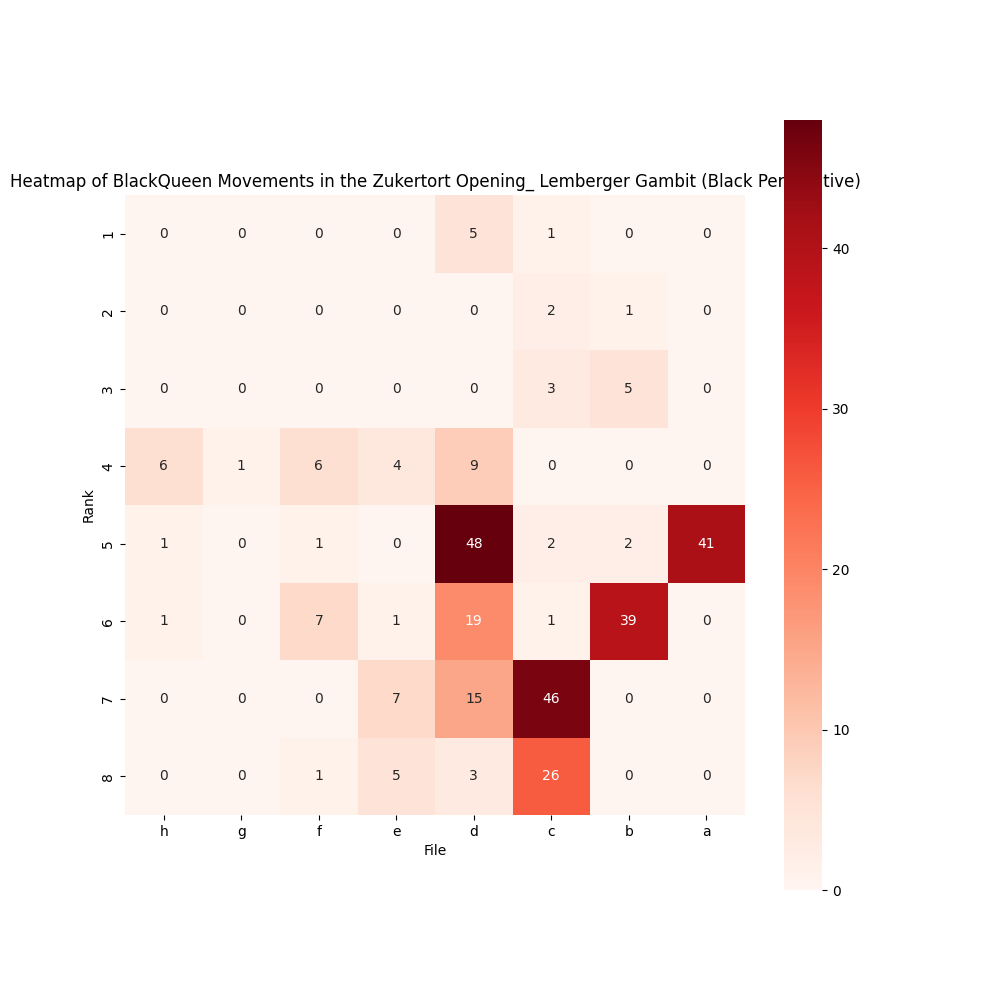 Heatmap of BlackQueen Movements in the Zukertort Opening_ Lemberger Gambit (Black Per tive)
1 0 0 0 0 5 1 0 0
2 0 0 0 0 0 2 1 0
3 0 0 0 0 0 3 5 0
4 6 1 6 4 9 0 0 0
5 1 0 1 0 48 2 2 41
6 1 0 7 1 19 1 39 0
7 0 0 0 7 15 46 0 0
8 0 0 1 5 3 26 0 0
h g f e d c b a
File
Rank
40
30
20
10
0